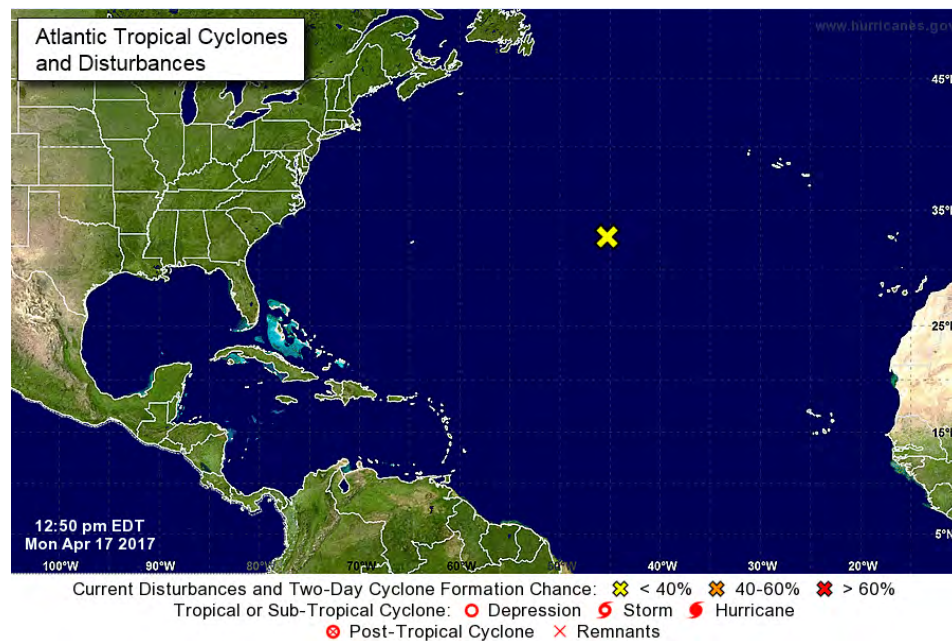 Atlantic Tropical Cyclones
and Disturbances
www.hurricanes.gov
45°N
35°N
25°N
15°N
5°N
12:50 pm EDT
Mon Apr 17 2017
100°W 90°W 80°W 70°W 60°W 50°W 40°W 30°W 20°W
Current Disturbances and Two-Day Cyclone Formation Chance: < 40% 40-60% > 60%
Tropical or Sub-Tropical Cyclone: Depression Storm Hurricane
Post-Tropical Cyclone Remnants